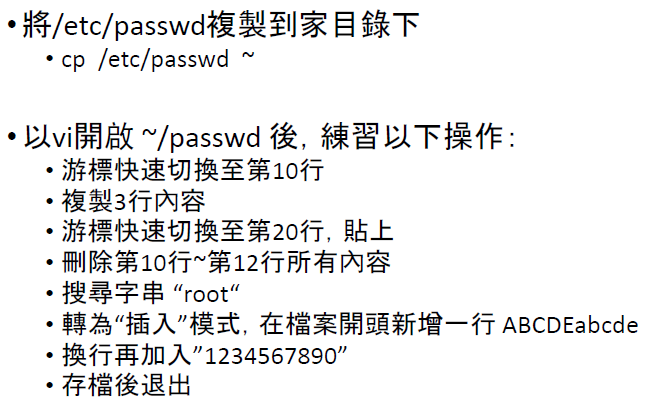 • 將/etc/passwd複製到家目錄下
• cp /etc/passwd ~
• 以vi開啟 ~/passwd 後，練習以下操作：
• 游標快速切換至第10行
• 複製3行內容
• 游標快速切換至第20行，貼上
• 刪除第10行~第12行所有內容
• 搜尋字串 “root“
• 轉為“插入”模式，在檔案開頭新增一行 ABCDEabcde
• 換行再加入”1234567890”
• 存檔後退出